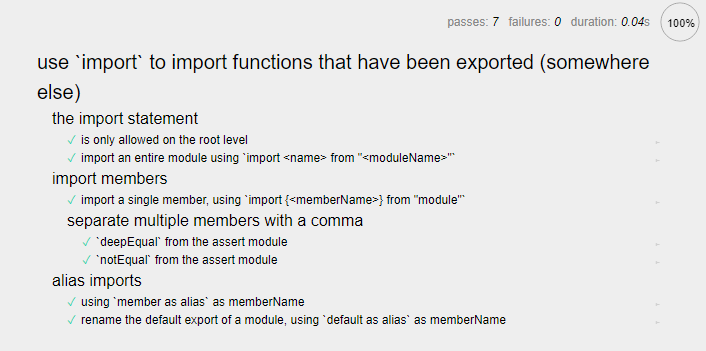 passes: 7 failures: 0 duration: 0.04s 100%
use `import` to import functions that have been exported (somewhere
else)
the import statement
✓ is only allowed on the root level
✓ import an entire module using `import <name> from "<moduleName>"`
import members
✓ import a single member, using `import {<memberName>} from "module"`
separate multiple members with a comma
✓ `deepEqual` from the assert module
✓ `notEqual` from the assert module
alias imports
✓ using `member as alias` as memberName
✓ rename the default export of a module, using `default as alias` as memberName